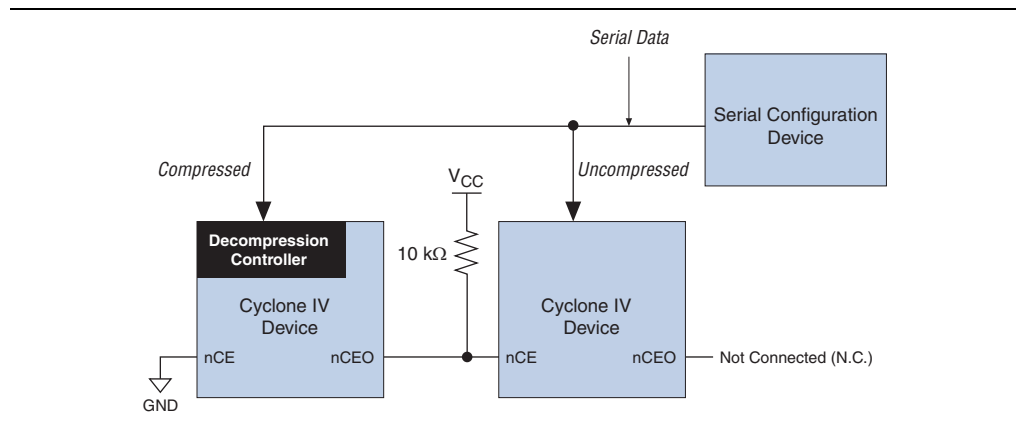 Serial Data
Serial Configuration
Device
Compressed
Uncompressed
VCC
10 kΩ
Decompression
Controller
Cyclone IV
Device
nCE
nCEO
GND
Cyclone IV
Device
nCE
nCEO
Not Connected (N.C.)